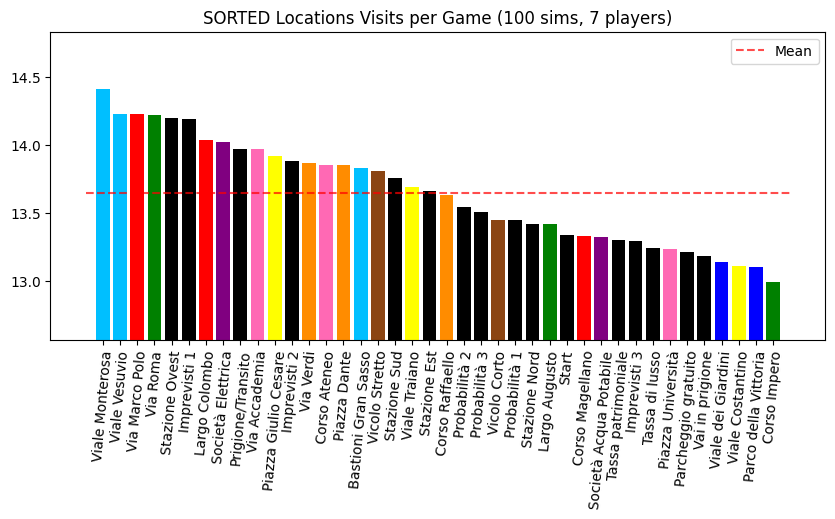 SORTED Locations Visits per Game (100 sims, 7 players)
Mean
14.5
14.0
13.5
13.0
Viale Monterosa
Viale Vesuvio
Via Marco Polo
Via Roma
Stazione Ovest
Imprevisti 1
Largo Colombo
Società Elettrica
Prigione/Transito
Via Accademia
Piazza Giulio Cesare
Imprevisti 2
Via Verdi
Corso Ateneo
Piazza Dante
Bastioni Gran Sasso
Vicolo Stretto
Stazione Sud
Viale Traiano
Stazione Est
Corso Raffaello
Probabilità 2
Probabilità 3
Vicolo Corto
Probabilità 1
Stazione Nord
Largo Augusto
Start
Corso Magellano
Società Acqua Potabile
Tassa patrimoniale
Imprevisti 3
Tassa di lusso
Piazza Università
Parcheggio gratuito
Vai in prigione
Viale dei Giardini
Viale Costantino
Parco della Vittoria
Corso Impero